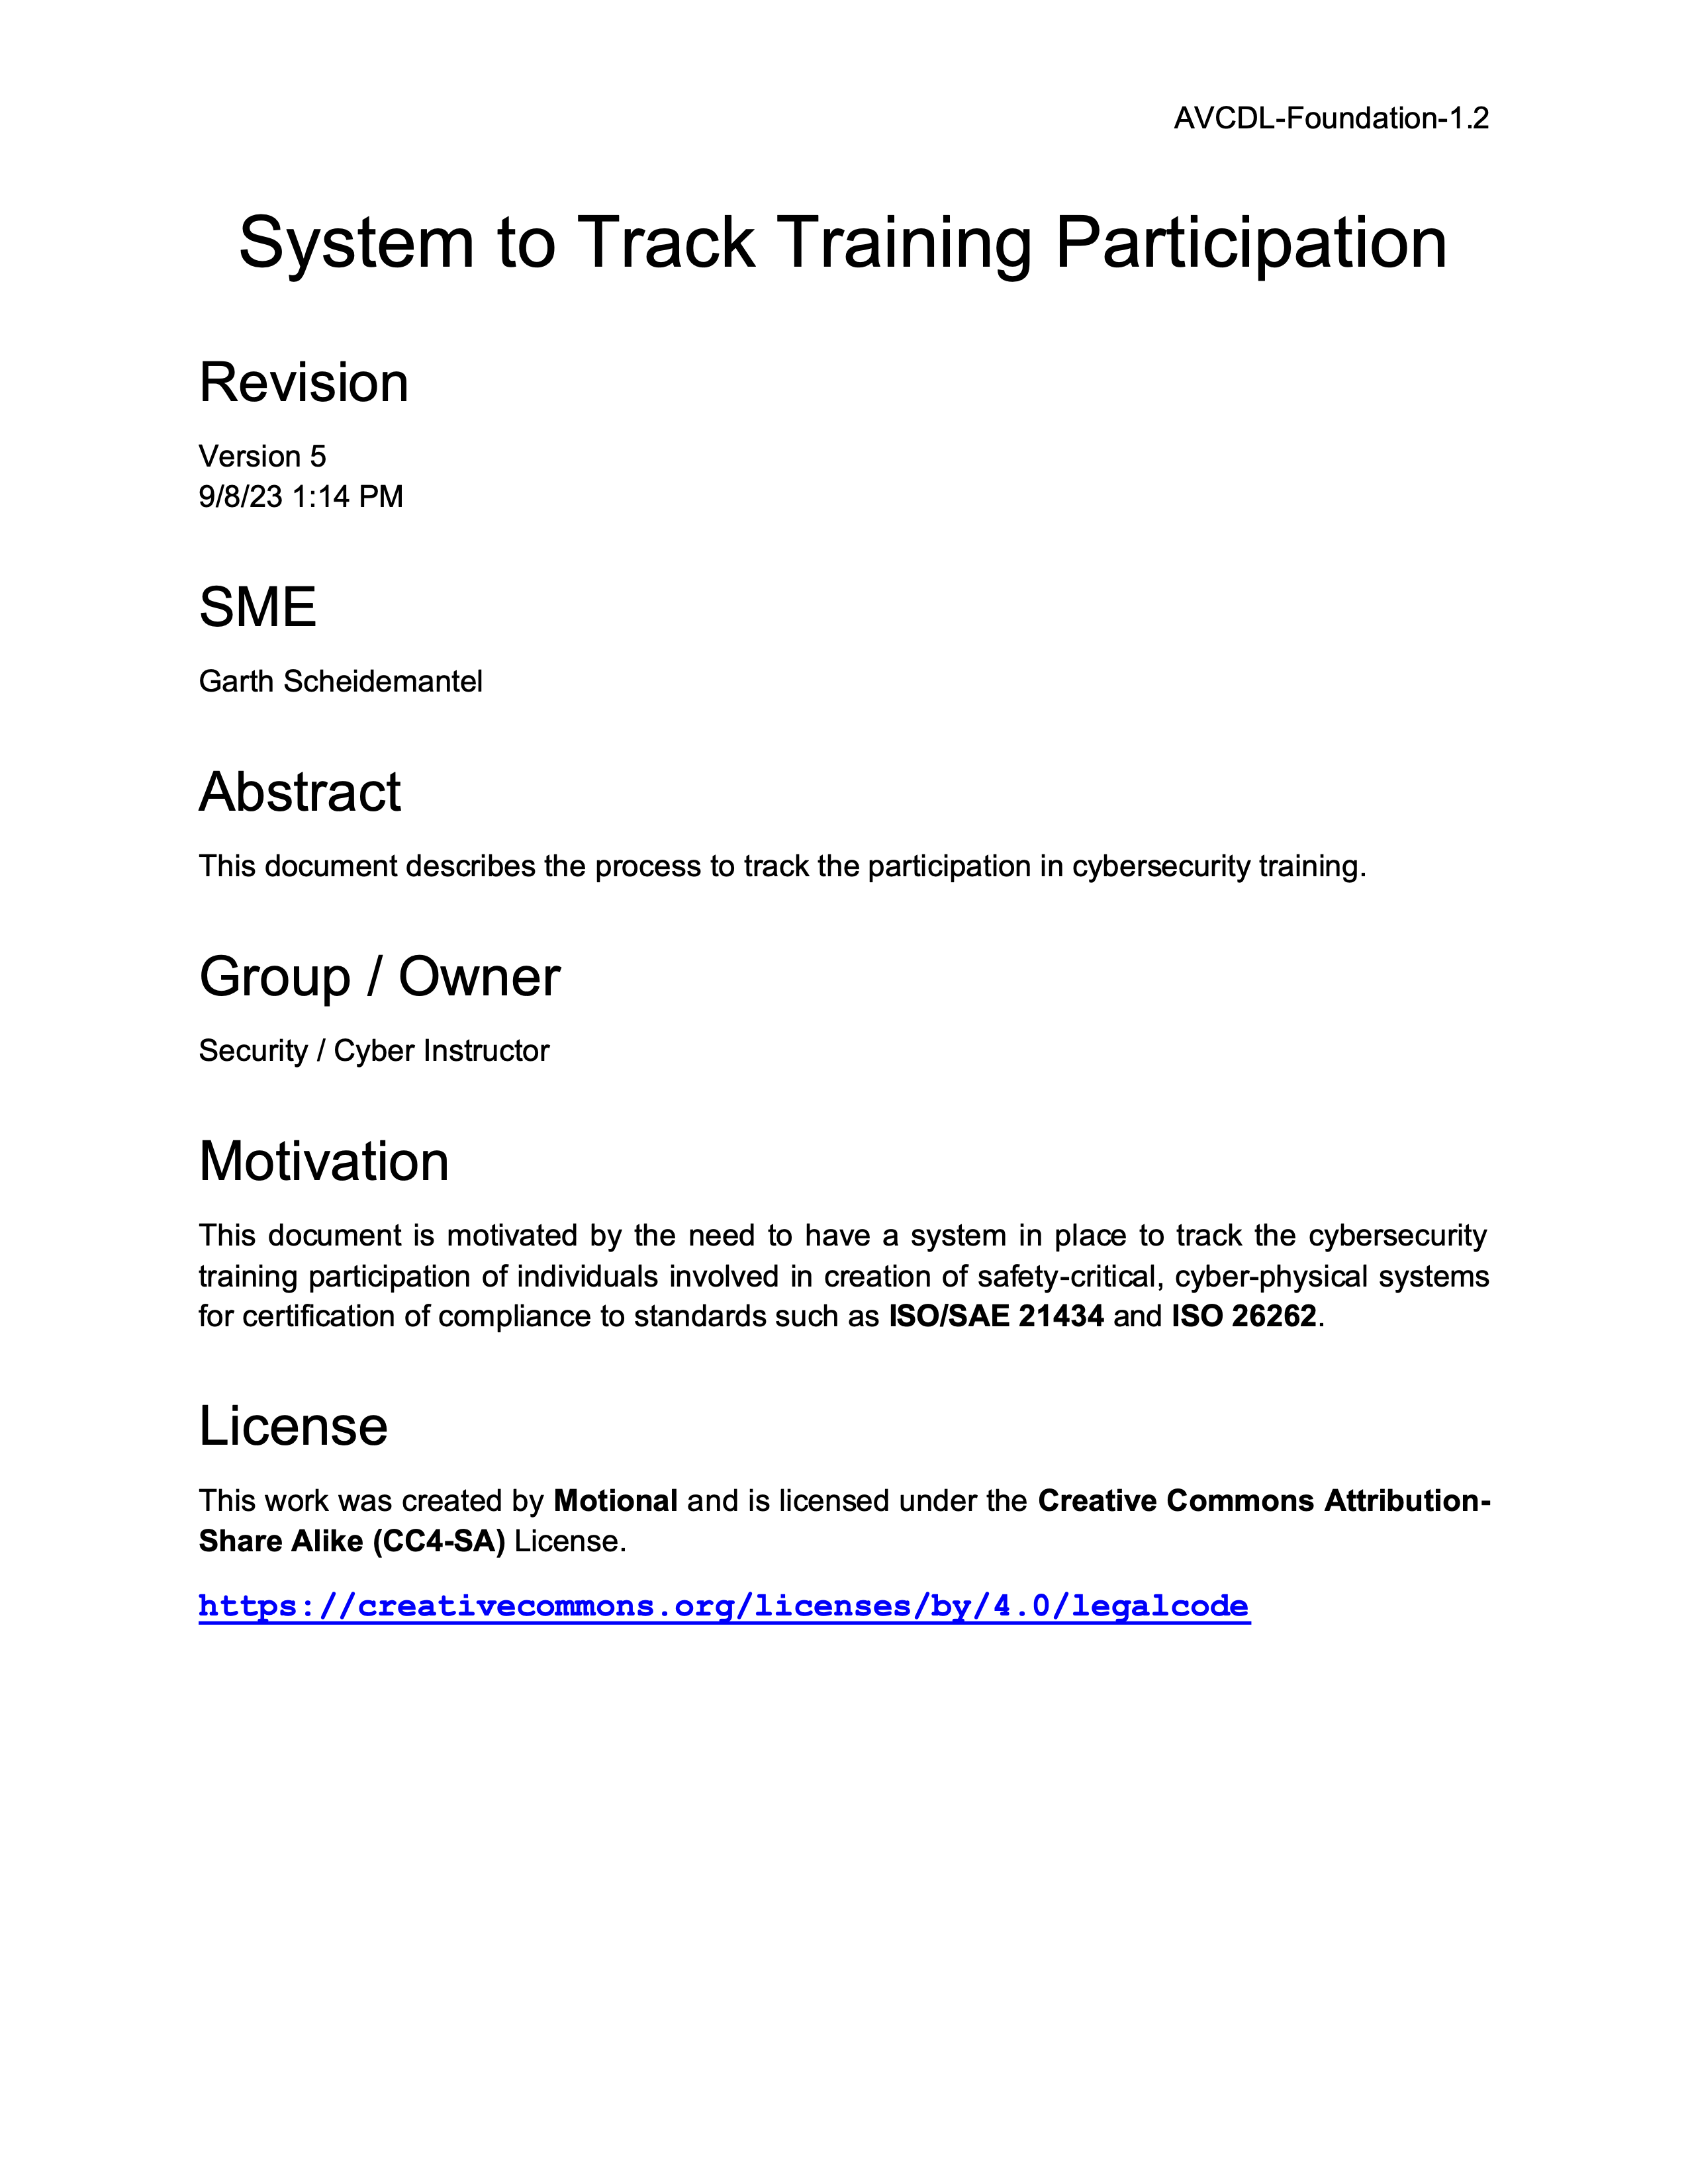 AVCDL-Foundation-1.2
System to Track Training Participation
Revision
Version 5
9/8/23 1:14 PM
SME
Garth Scheidemantel
Abstract
This document describes the process to track the participation in cybersecurity training.
Group / Owner
Security / Cyber Instructor
Motivation
This document is motivated by the need to have a system in place to track the cybersecurity
training participation of individuals involved in creation of safety-critical, cyber-physical systems
for certification of compliance to standards such as ISO/SAE 21434 and ISO 26262.
License
This work was created by Motional and is licensed under the Creative Commons Attribution-
Share Alike (CC4-SA) License.
https://creativecommons.org/licenses/by/4.0/legalcode